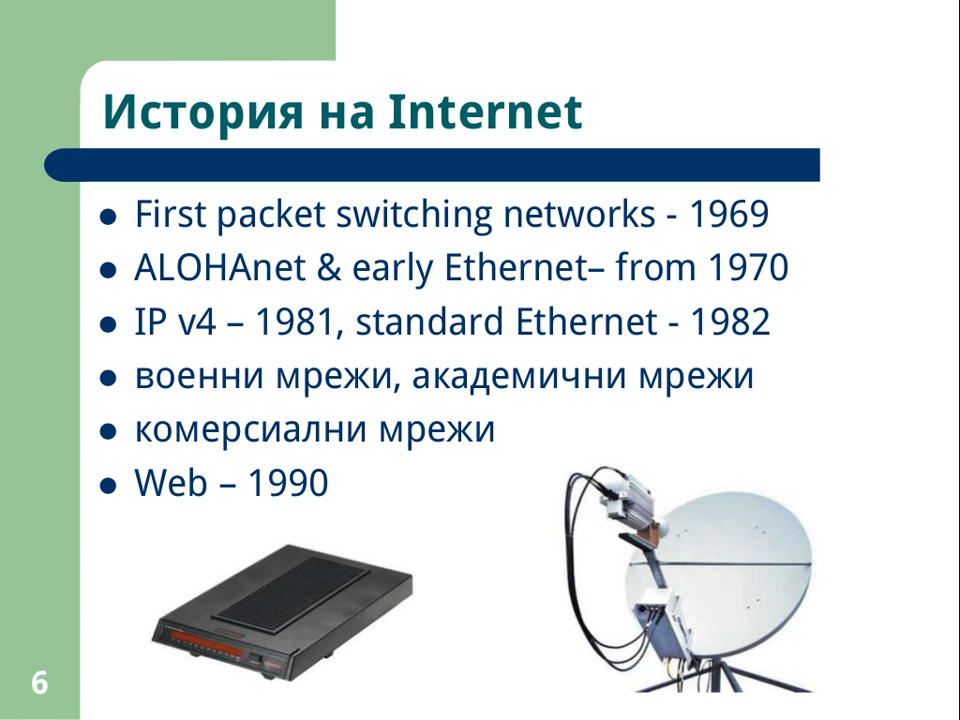 История на Internet
First packet switching networks - 1969
ALOHAnet & early Ethernet– from 1970
IP v4 – 1981, standard Ethernet - 1982
военни мрежи, академични мрежи
комерсиални мрежи
Web – 1990
6